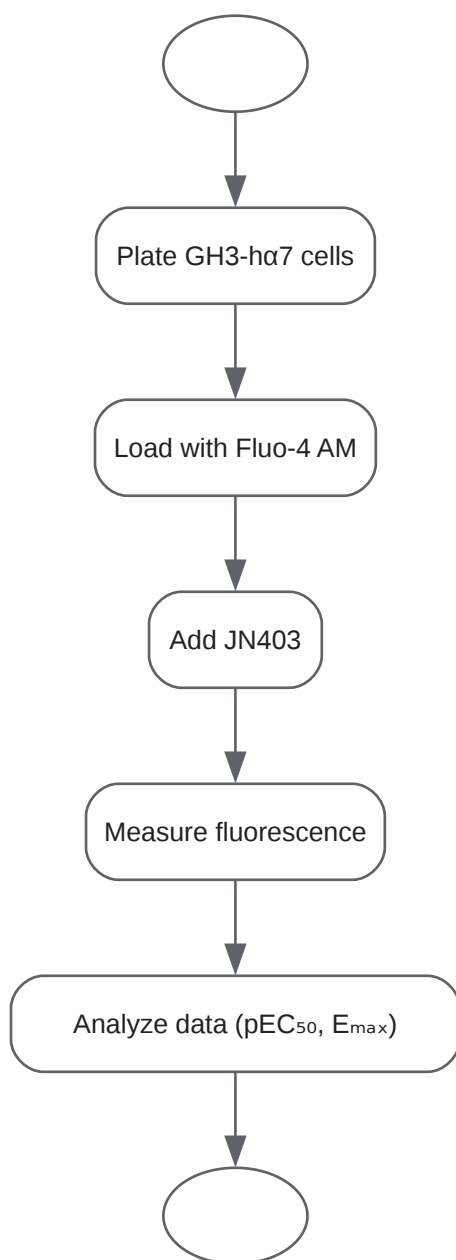 Plate GH3-hα7 cells
Load with Fluo-4 AM
Add JN403
Measure fluorescence
Analyze data (pEC₅₀, Eₘₐₓ)